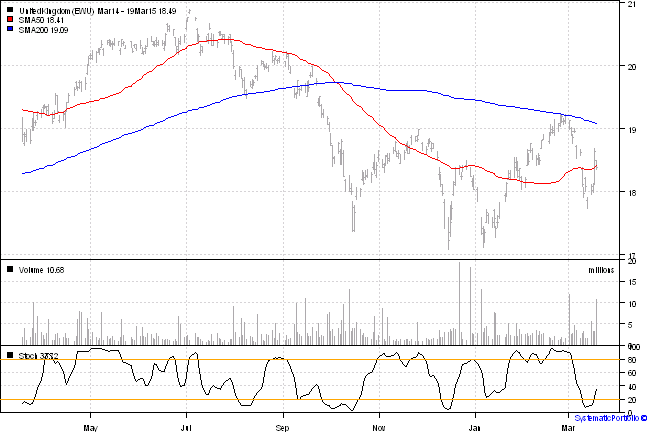 UnitedKingdom (EWU) Mar14 - 19Mar15 18.49
SMA50 18.41
SMA200 19.09
21
20
19
18
17
Volume 10.68
millions
20
15
10
5
0
Stoch
100
80
60
40
20
0
May
Jul
Sep
Nov
Jan
Mar
SystematicPortfolio ©